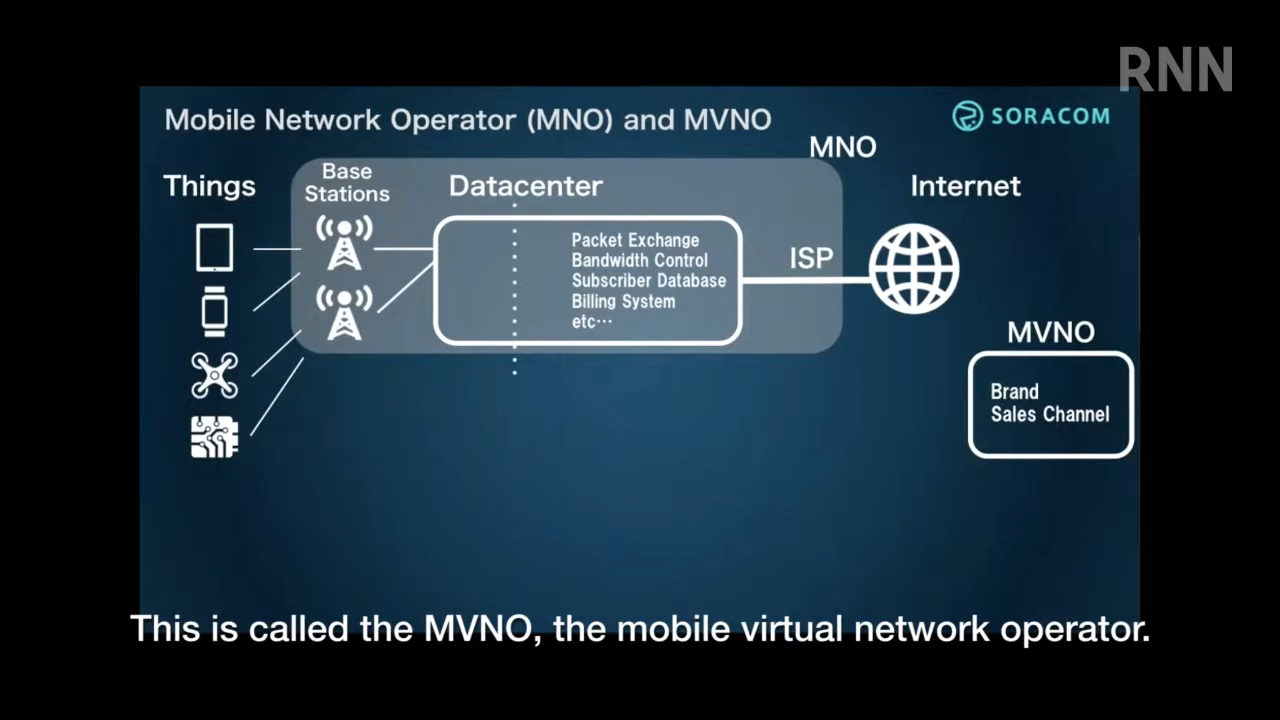 RNN
Mobile Network Operator (MNO) and MVNO
SORACOM
MNO
Things
Base
Stations
Datacenter
Internet
Packet Exchange
Bandwidth Control
Subscriber Database
Billing System
etc…
ISP
MVNO
Brand
Sales Channel
This is called the MVNO, the mobile virtual network operator.